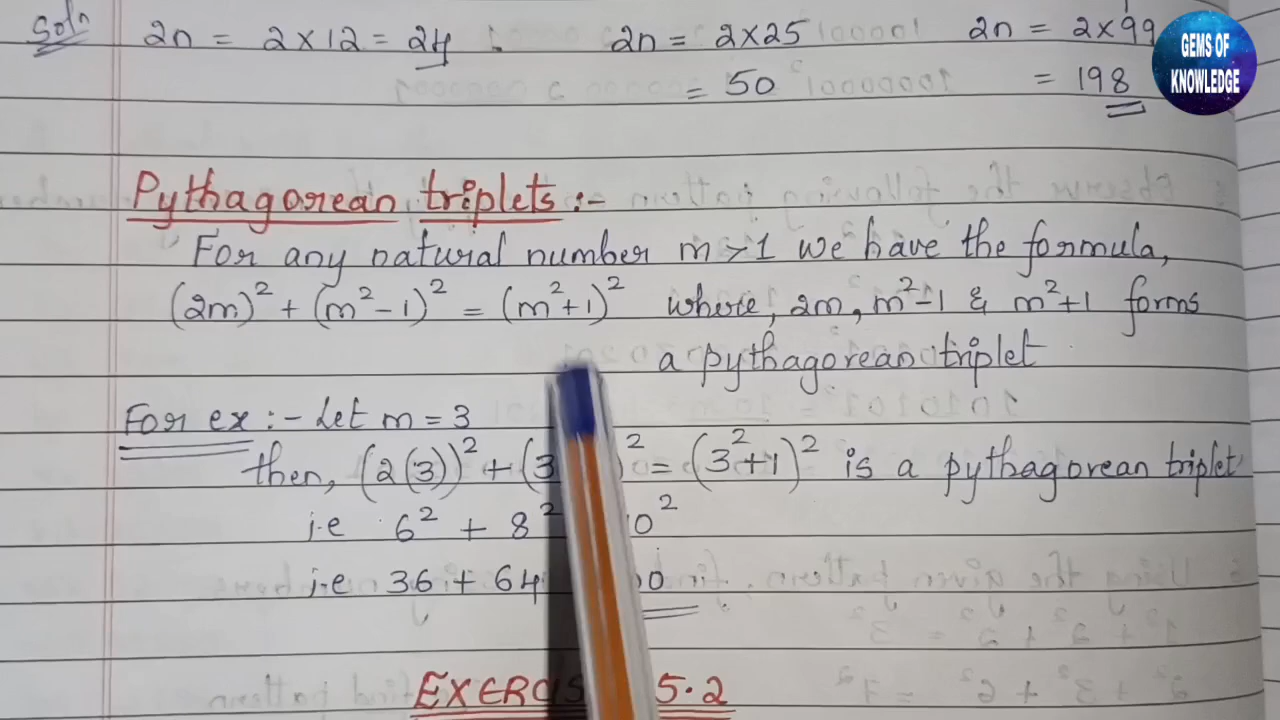 Soln 2n = 2×12 = 24 . 2n = 2×25 2n = 2×99
= 50 = 198
GEMS OF
KNOWLEDGE
Pythagorean triplets :-
For any natural number m > 1 we have the formula,
(2m)² + (m² - 1)² = (m² + 1)² where, 2m, m²-1 & m²+1 forms
a pythagorean triplet
For ex :- Let m = 3
then, (2(3))² + (3 )² = (3² + 1)² is a pythagorean triplet
i.e 6² + 8² 0²
i.e 36 + 64 0
EXERCIS 5.2